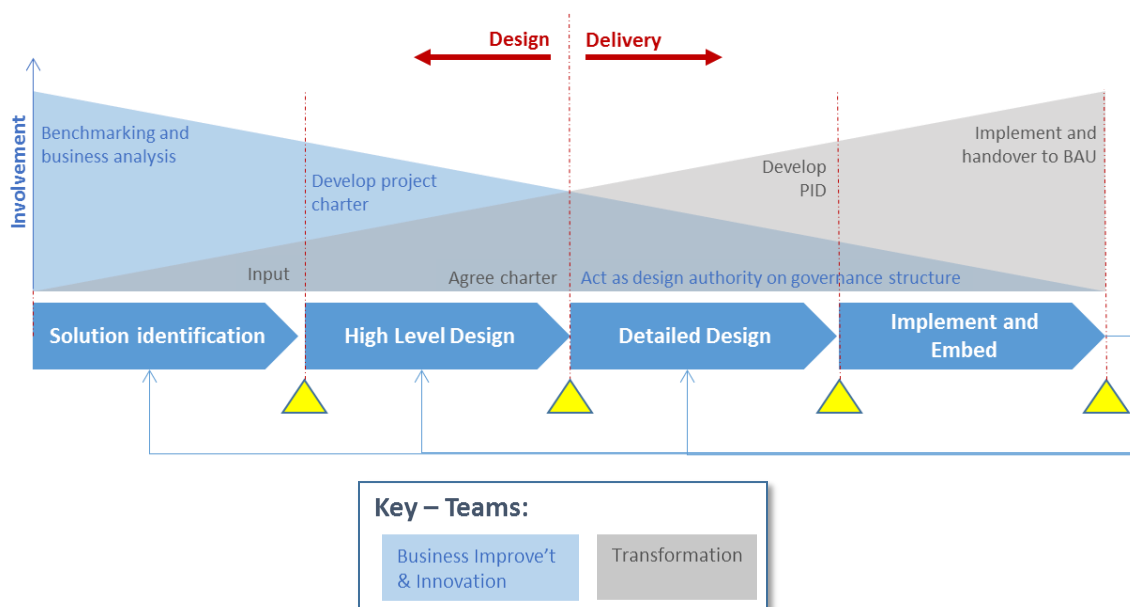 Design
Delivery
Involvement
Benchmarking and
business analysis
Develop project
charter
Develop
PID
Implement and
handover to BAU
Input
Agree charter
Act as design authority on governance structure
Solution identification
High Level Design
Detailed Design
Implement and
Embed
Key – Teams:
Business Improve’t
& Innovation
Transformation